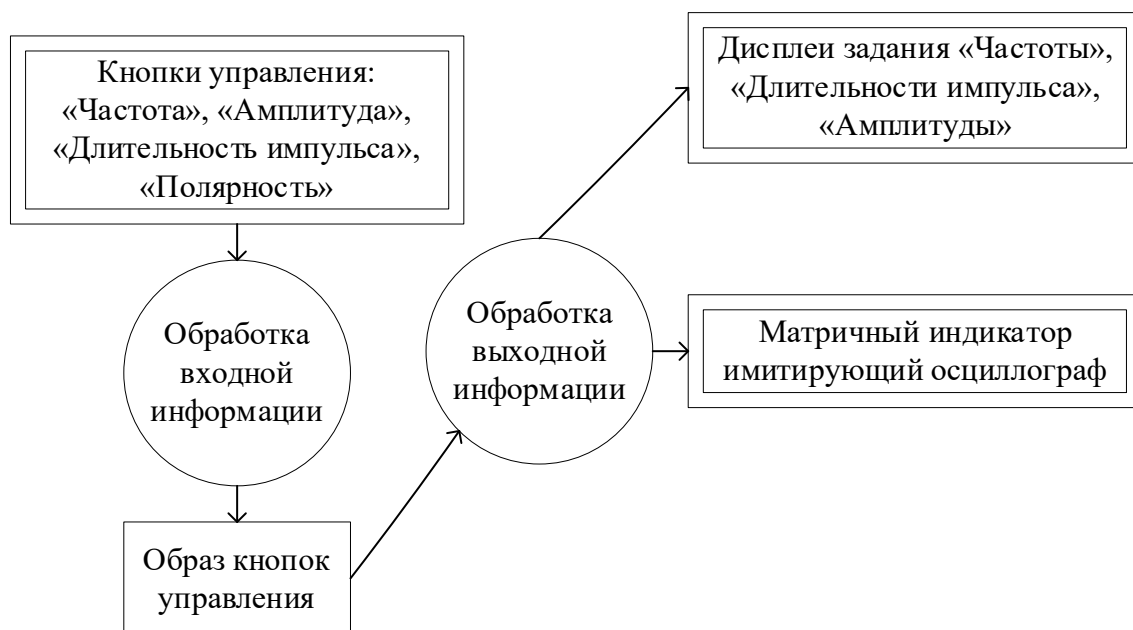 Кнопки управления:
«Частота», «Амплитуда»,
«Длительность импульса»,
«Полярность»
Обработка
входной
информации
Образ кнопок
управления
Обработка
выходной
информации
Дисплеи задания «Частоты»,
«Длительности импульса»,
«Амплитуды»
Матричный индикатор
имитирующий осциллограф